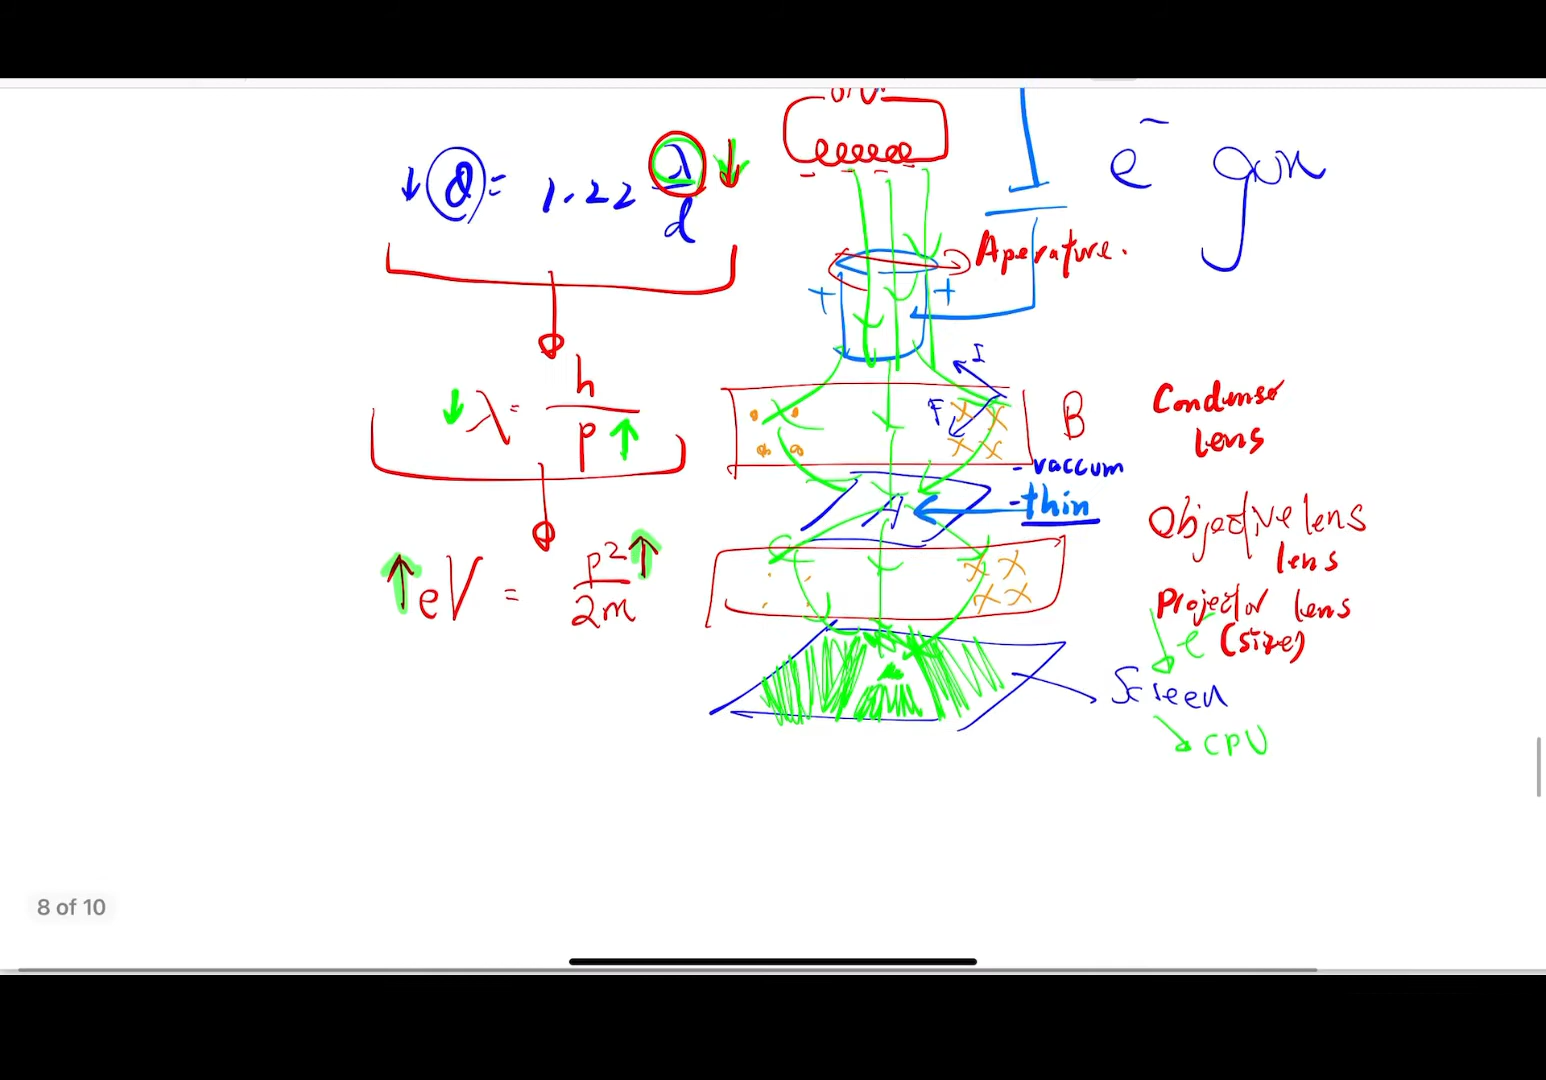 e⁻ gun
θ = 1.22 λ/d
Aperature.
+ +
I
λ = h/p
F
B
Condenser
lens
- vaccum
- thin
Objective lens
lens
eV = p²/2m
Projector lens
e⁻ (size)
Screen
CPU
8 of 10